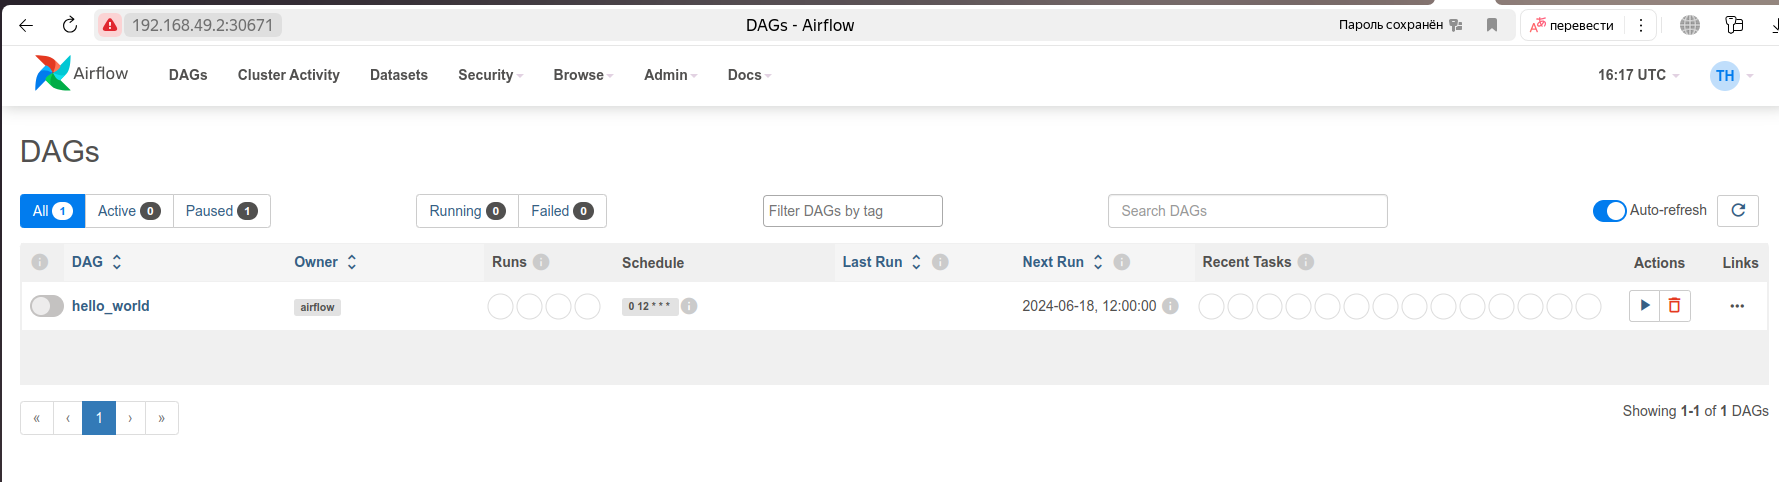 192.168.49.2:30671 DAGs - Airflow Пароль сохранён перевести
Airflow DAGs Cluster Activity Datasets Security Browse Admin Docs 16:17 UTC TH
DAGs
All 1 Active 0 Paused 1 Running 0 Failed 0 Filter DAGs by tag Search DAGs Auto-refresh
DAG Owner Runs Schedule Last Run Next Run Recent Tasks Actions Links
hello_world airflow 0 12 * * * 2024-06-18, 12:00:00
« ‹ 1 › » Showing 1-1 of 1 DAGs